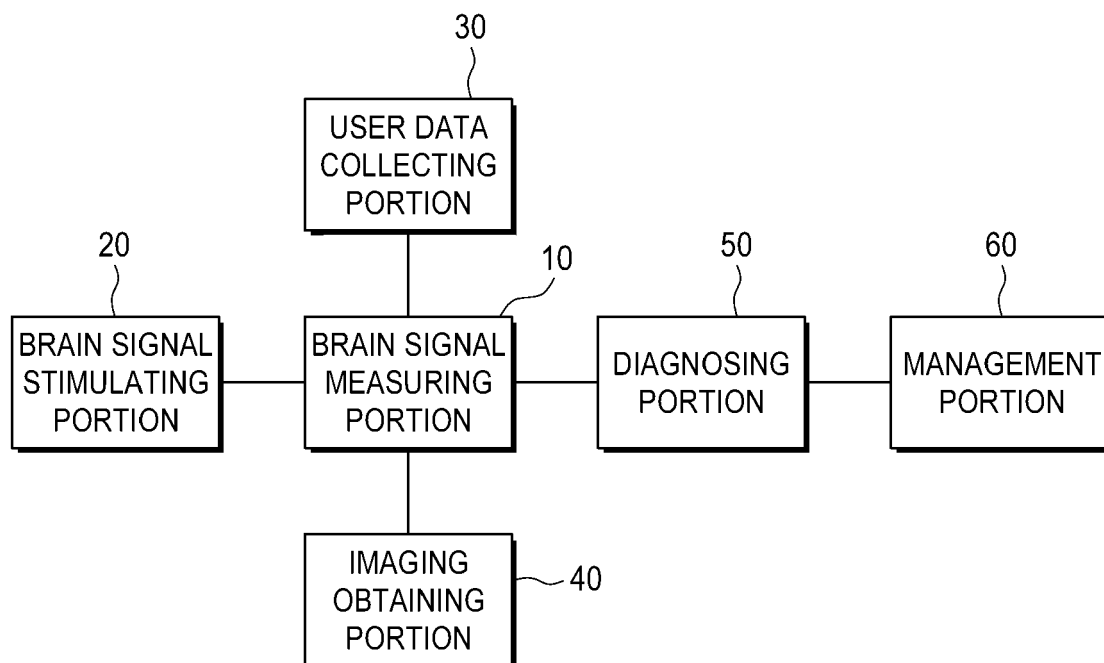 30
USER DATA
COLLECTING
PORTION
20
10
50
60
BRAIN SIGNAL
STIMULATING
PORTION
BRAIN SIGNAL
MEASURING
PORTION
DIAGNOSING
PORTION
MANAGEMENT
PORTION
IMAGING
OBTAINING
PORTION
40